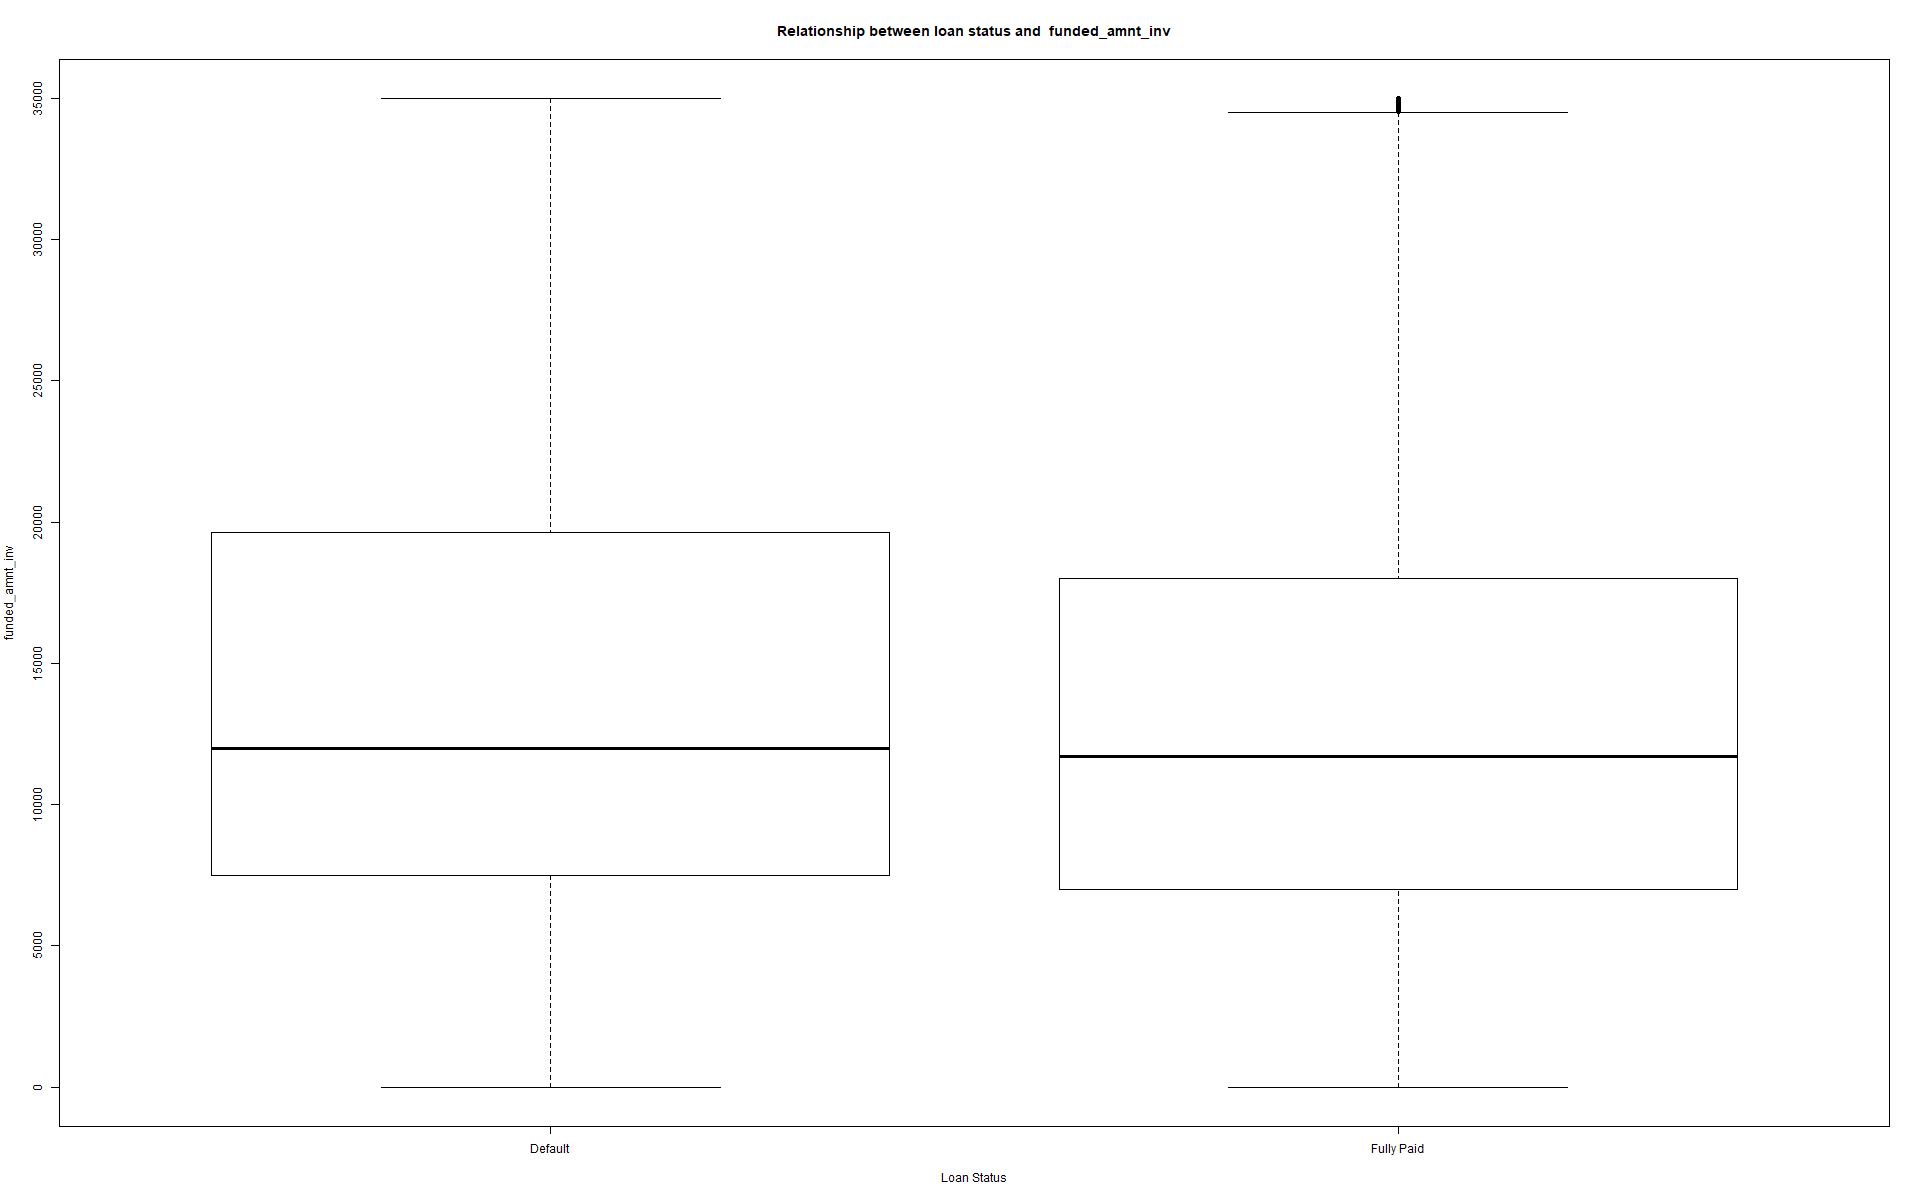 Relationship between loan status and  funded_amnt_inv
35000
30000
25000
20000
15000
10000
5000
0
funded_amnt_inv
Default
Fully Paid
Loan Status